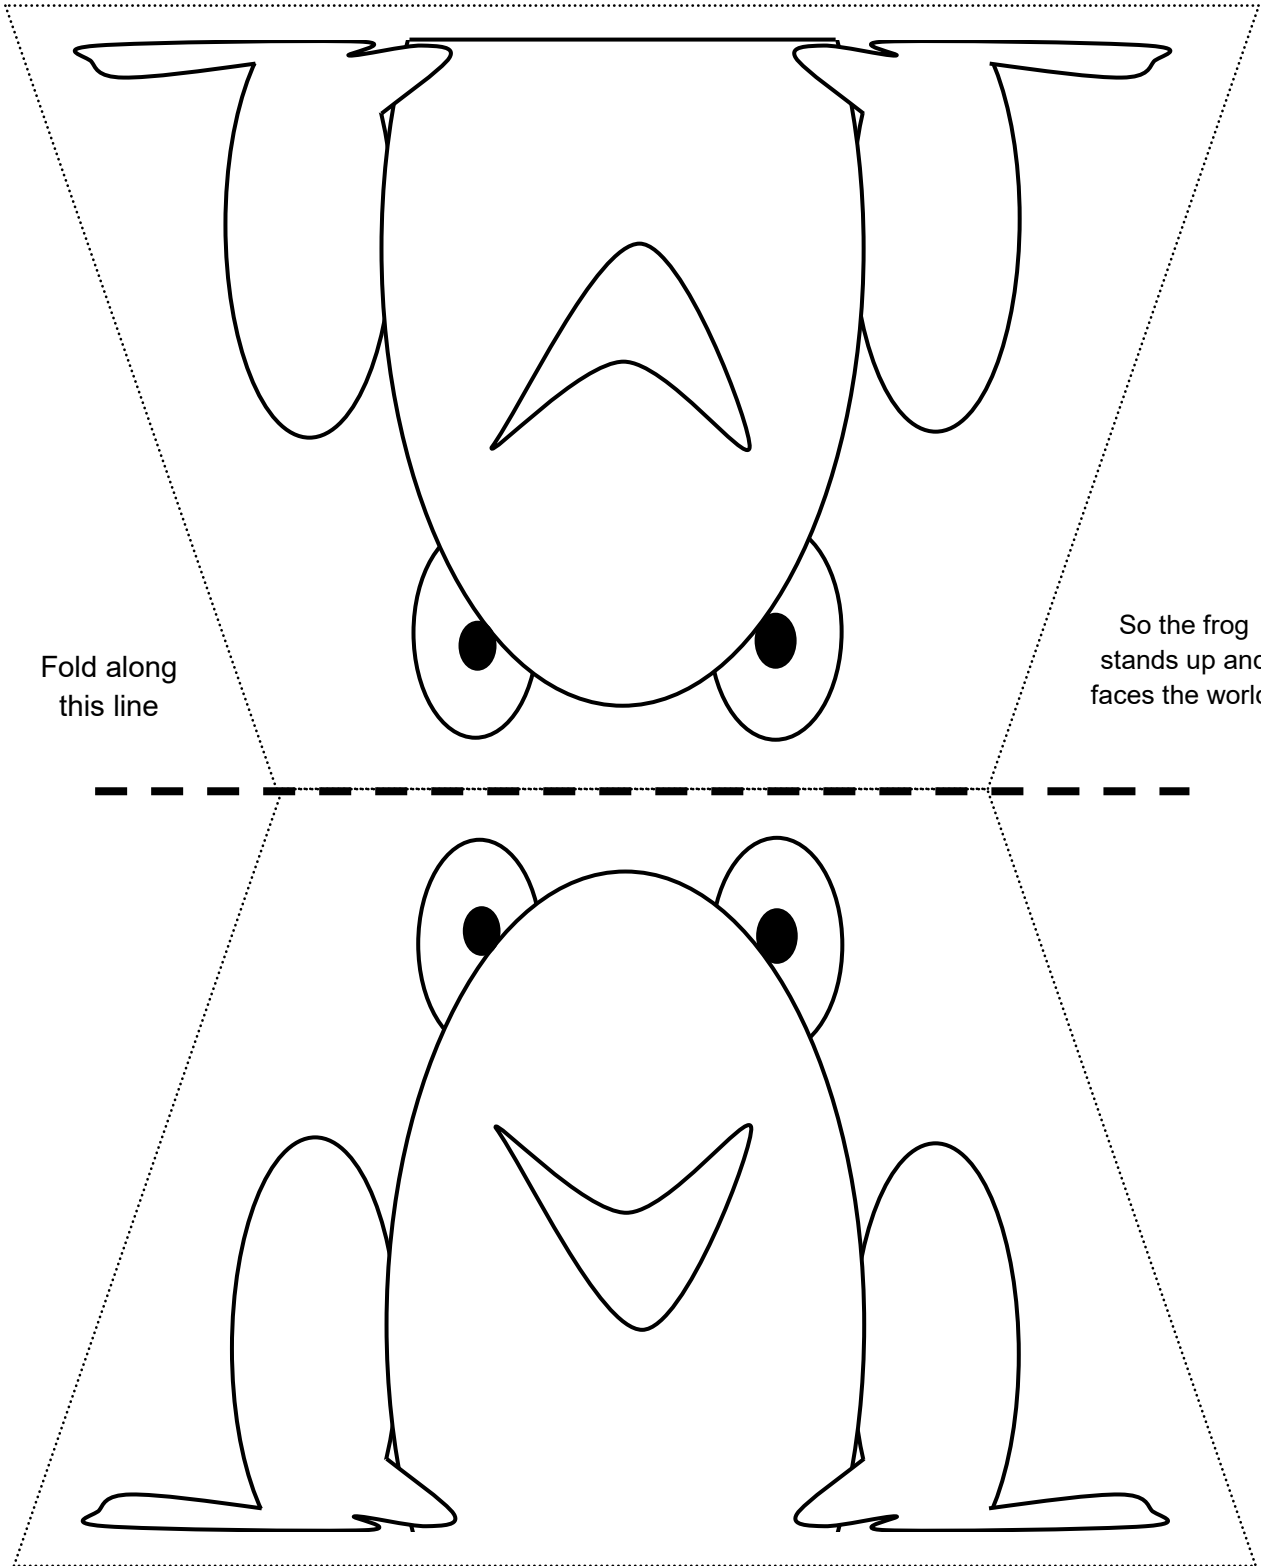 Fold along
this line
So the frog
stands up and
faces the world